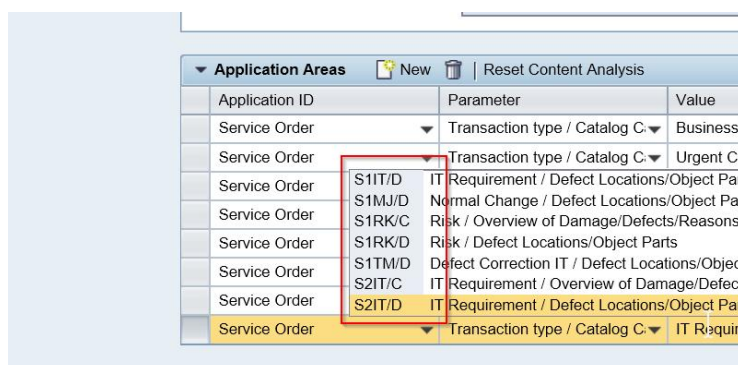 Application Areas New | Reset Content Analysis
Application ID Parameter Value
Service Order Transaction type / Catalog C Business
Service Order Transaction type / Catalog C Urgent C
Service Order S1IT/D IT Requirement / Defect Locations/Object Pa
S1MJ/D Normal Change / Defect Locations/Object Pa
Service Order S1RK/C Risk / Overview of Damage/Defects/Reasons
Service Order S1RK/D Risk / Defect Locations/Object Parts
Service Order S1TM/D Defect Correction IT / Defect Locations/Objec
S2IT/C IT Requirement / Overview of Damage/Defec
Service Order S2IT/D IT Requirement / Defect Locations/Object Pa
Service Order Transaction type / Catalog C IT Requir